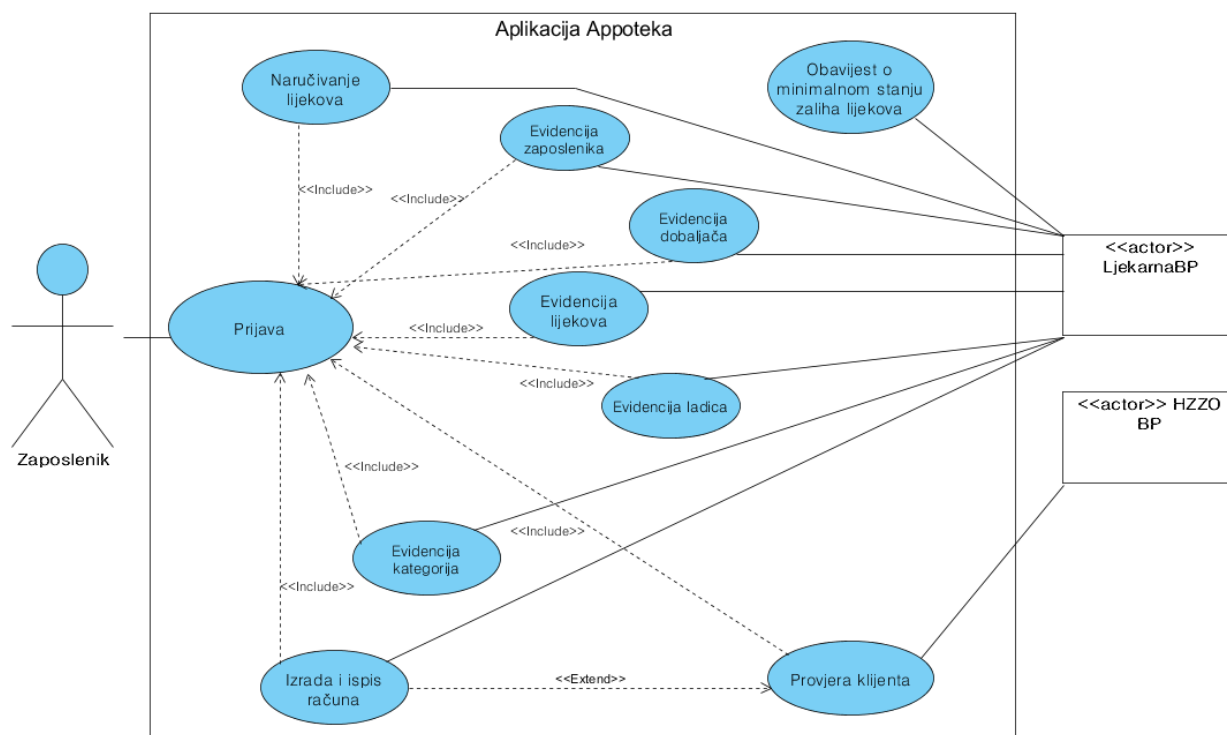 Aplikacija Appoteka
Naručivanje
lijekova
Obavijest o
minimalnom stanju
zaliha lijekova
Evidencija
zaposlenika
<<Include>>
<<Include>>
Evidencija
dobaljača
<<Include>>
<<actor>>
LjekarnaBP
Evidencija
lijekova
Prijava
<<Include>>
<<Include>>
Evidencija ladica
<<actor>> HZZO
BP
Zaposlenik
<<Include>>
<<Include>>
Evidencija
kategorija
<<Include>>
Izrada i ispis
računa
<<Extend>>
Provjera klijenta